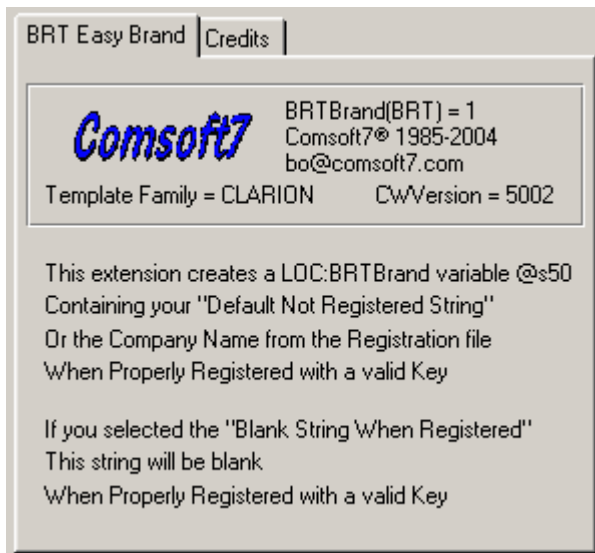 BRT Easy Brand
Credits
Comsoft7
BRTBrand(BRT) = 1
Comsoft7® 1985-2004
bo@comsoft7.com
Template Family = CLARION
CWVersion = 5002
This extension creates a LOC:BRTBrand variable @s50
Containing your "Default Not Registered String"
Or the Company Name from the Registration file
When Properly Registered with a valid Key
If you selected the "Blank String When Registered"
This string will be blank
When Properly Registered with a valid Key